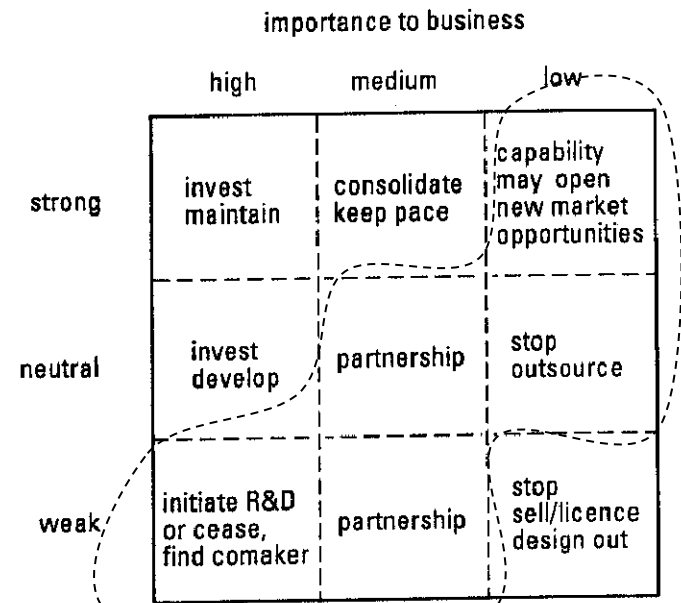 importance to business
high medium low
strong
invest
maintain
consolidate
keep pace
capability
may open
new market
opportunities
neutral
invest
develop
partnership
stop
outsource
weak
initiate R&D
or cease,
find comaker
partnership
stop
sell/licence
design out